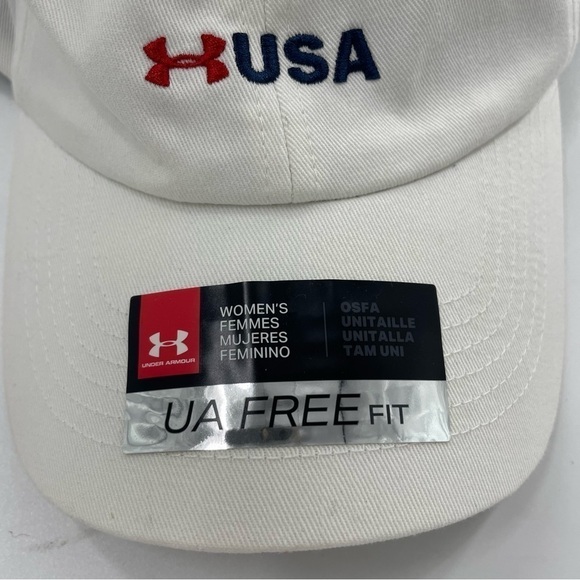 USA
WOMEN'S
FEMMES
MUJERES
FEMININO
OSFA
UNITAILLE
UNITALLA
TAM UNI
UNDER ARMOUR
UA FREE FIT